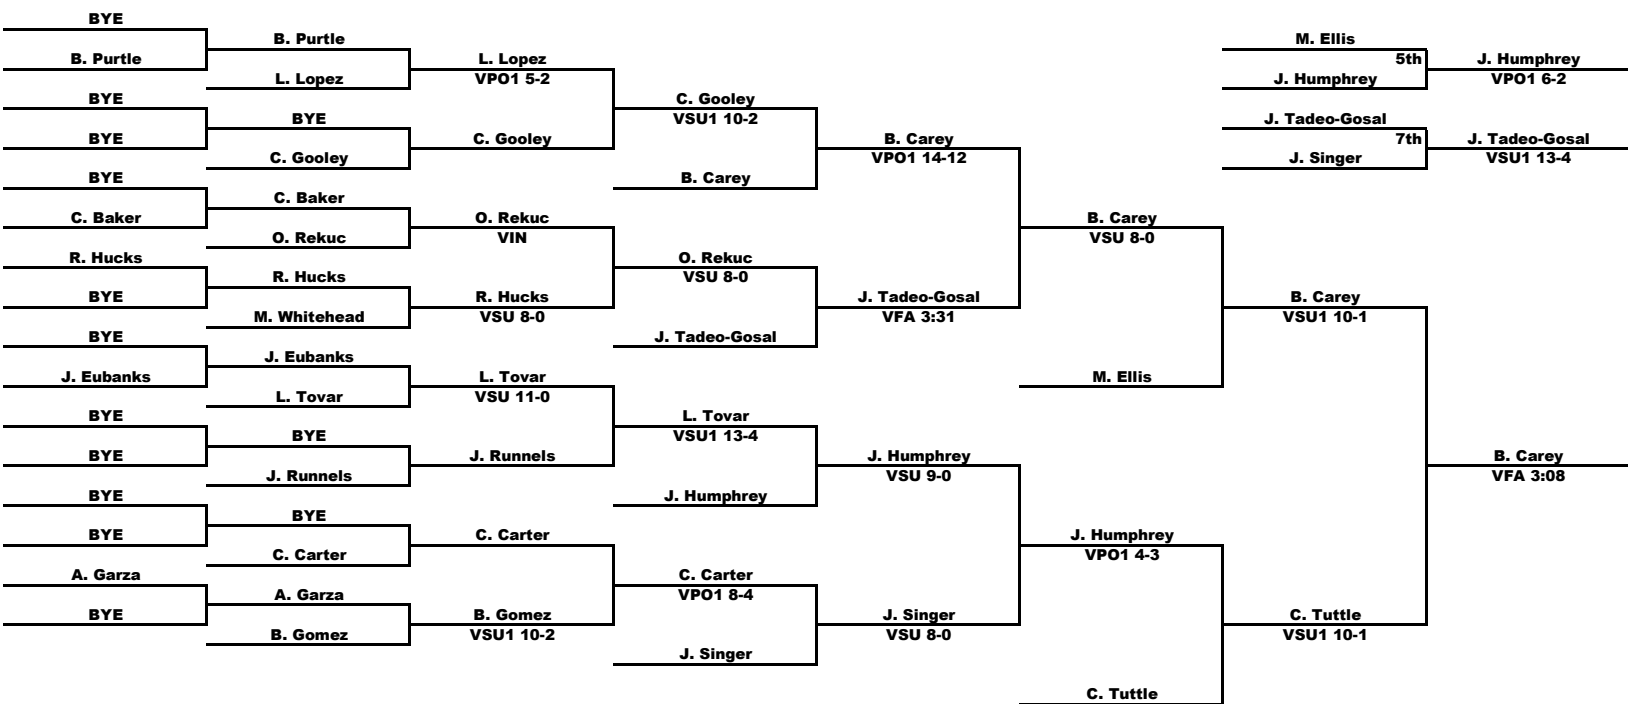 BYE
B. Purtle
BYE
BYE
BYE
C. Baker
R. Hucks
BYE
BYE
J. Eubanks
BYE
BYE
BYE
BYE
A. Garza
BYE
B. Purtle
L. Lopez
BYE
C. Gooley
C. Baker
O. Rekuc
R. Hucks
M. Whitehead
J. Eubanks
L. Tovar
BYE
J. Runnels
BYE
C. Carter
A. Garza
B. Gomez
L. Lopez
VPO1 5-2
C. Gooley
O. Rekuc
VIN
R. Hucks
VSU 8-0
L. Tovar
VSU 11-0
J. Runnels
C. Carter
B. Gomez
VSU1 10-2
C. Gooley
VSU1 10-2
B. Carey
O. Rekuc
VSU 8-0
J. Tadeo-Gosal
L. Tovar
VSU1 13-4
J. Humphrey
C. Carter
VPO1 8-4
J. Singer
B. Carey
VPO1 14-12
J. Tadeo-Gosal
VFA 3:31
J. Humphrey
VSU 9-0
J. Singer
VSU 8-0
B. Carey
VSU 8-0
M. Ellis
J. Humphrey
VPO1 4-3
C. Tuttle
B. Carey
VSU1 10-1
C. Tuttle
VSU1 10-1
B. Carey
VFA 3:08
M. Ellis
5th
J. Humphrey
J. Humphrey
VPO1 6-2
J. Tadeo-Gosal
7th
J. Singer
J. Tadeo-Gosal
VSU1 13-4